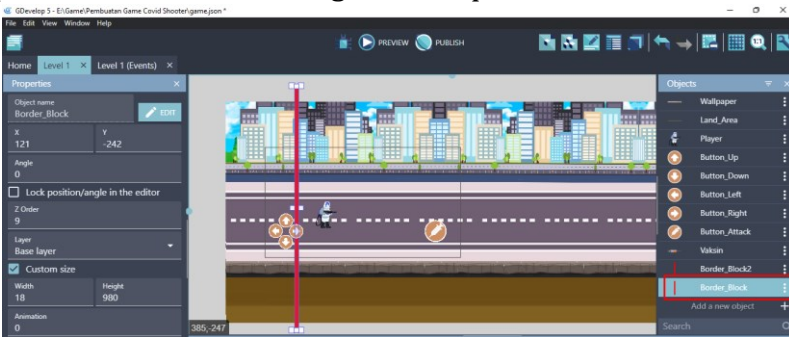 GDevelop 5 - E:\Game\Pembuatan Game Covid Shooter\game.json *
File Edit View Window Help
PREVIEW PUBLISH
Home Level 1 × Level 1 (Events) ×
Properties ×
Object name
Border_Block
EDIT
X Y
121 -242
Angle
0
Lock position/angle in the editor
Z Order
9
Layer
Base layer
Custom size
Width Height
18 980
Animation
0
385;-247
Objects
Wallpaper
Land_Area
Player
Button_Up
Button_Down
Button_Left
Button_Right
Button_Attack
Vaksin
Border_Block2
Border_Block
Add a new object +
Search